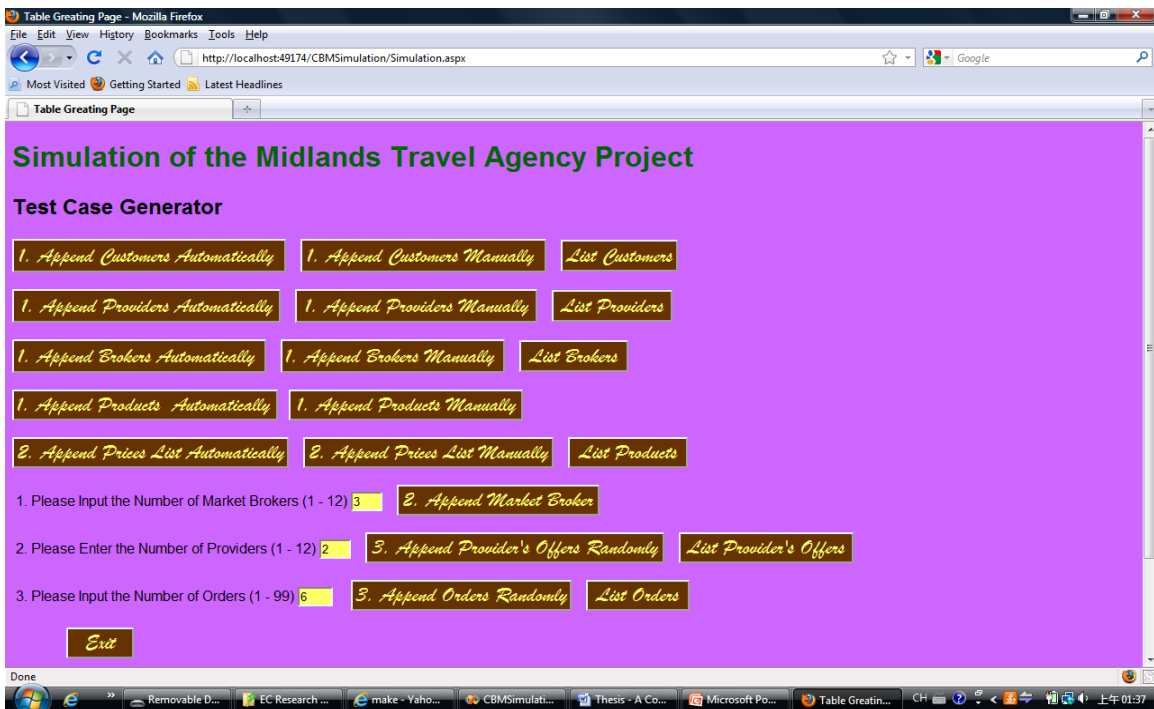 Table Greating Page - Mozilla Firefox
File Edit View History Bookmarks Tools Help
http://localhost:49174/CBMSimulation/Simulation.aspx
Google
Most Visited Getting Started Latest Headlines
Table Greating Page
Simulation of the Midlands Travel Agency Project
Test Case Generator
1. Append Customers Automatically 1. Append Customers Manually List Customers
1. Append Providers Automatically 1. Append Providers Manually List Providers
1. Append Brokers Automatically 1. Append Brokers Manually List Brokers
1. Append Products Automatically 1. Append Products Manually
2. Append Prices List Automatically 2. Append Prices List Manually List Products
1. Please Input the Number of Market Brokers (1 - 12) 3 2. Append Market Broker
2. Please Enter the Number of Providers (1 - 12) 2 3. Append Provider's Offers Randomly List Provider's Offers
3. Please Input the Number of Orders (1 - 99) 6 3. Append Orders Randomly List Orders
Exit
Done
Removable D... EC Research ... make - Yaho... CBMSimulati... Thesis - A Co... Microsoft Po... Table Greatin... CH 上午 01:37